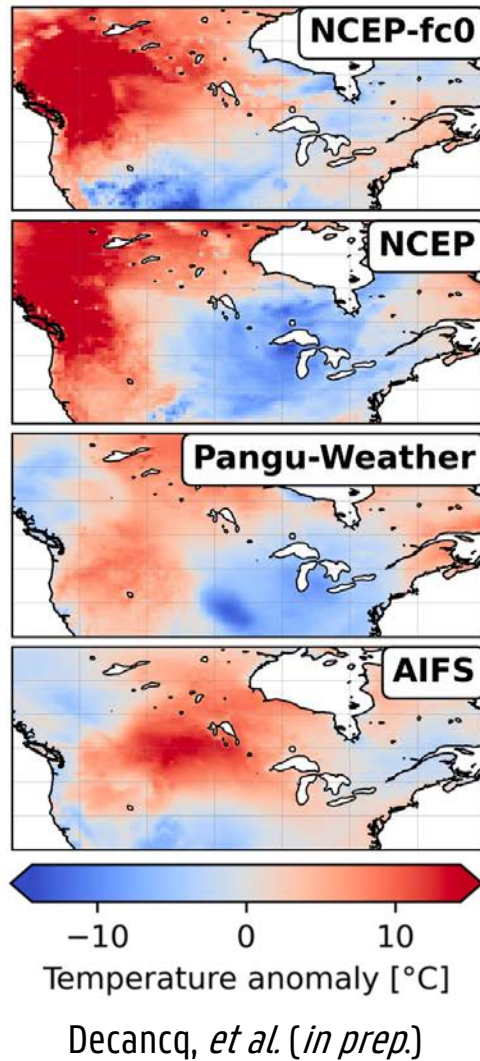 NCEP-fc0
NCEP
Pangu-Weather
AIFS
−10 0 10
Temperature anomaly [°C]
Decancq, et al. (in prep.)